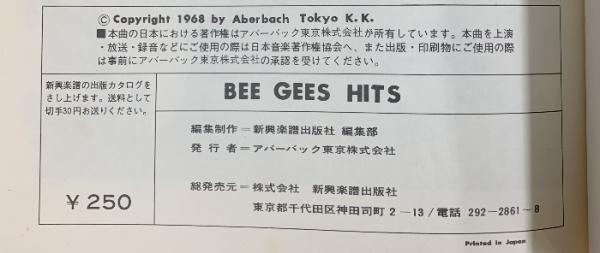 © Copyright 1968 by Aberbach Tokyo K.K.
■本曲の日本における著作権はアバーバック東京株式会社が所有しています。本曲を上演
・放送・録音などにご使用の際は日本音楽著作権協会へ、また出版・印刷物にご使用の際
は事前にアバーバック東京株式会社の承認を受けてください。
新興楽譜の出版カタログを
さし上げます。送料として
切手30円お送りください。
¥250
BEE GEES HITS
編集制作=新興楽譜出版社 編集部
発行者=アバーバック東京株式会社
総発売元=株式会社 新興楽譜出版社
東京都千代田区神田司町2-13/電話 292-2861~8
Printed in Japan